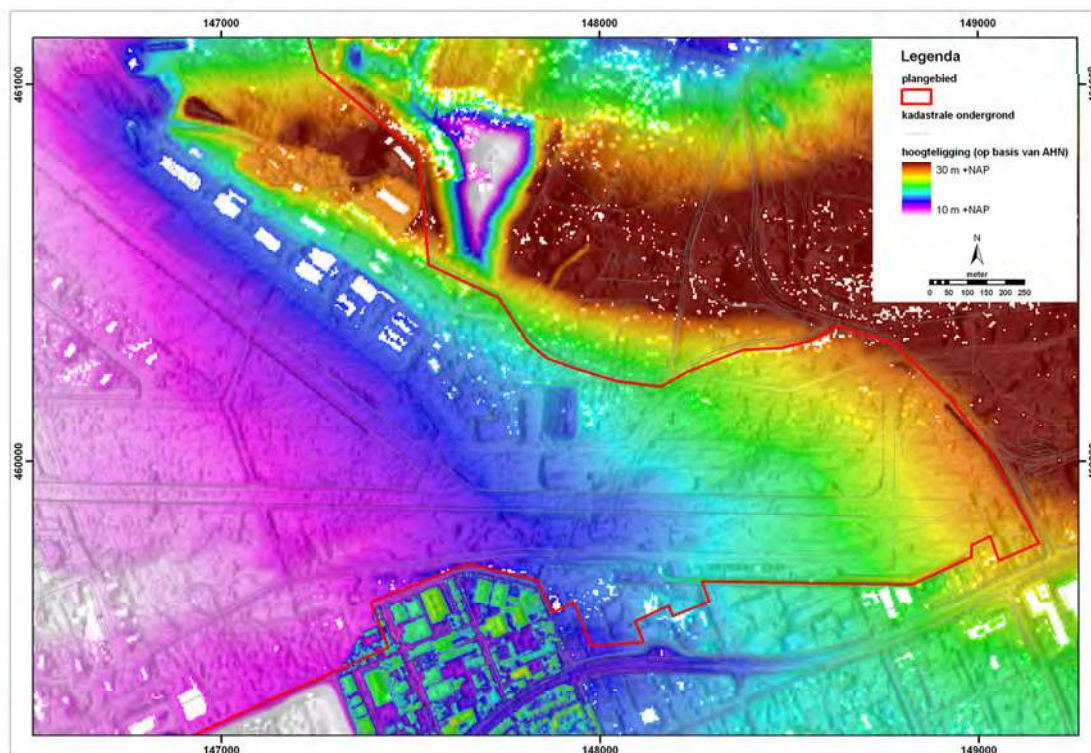 147000 148000 149000
461000
Legenda
plangebied
kadastrale ondergrond
hoogteligging (op basis van AHN)
30 m +NAP
10 m +NAP
N
meter
0 50 100 150 200 250
460000
147000 148000 149000